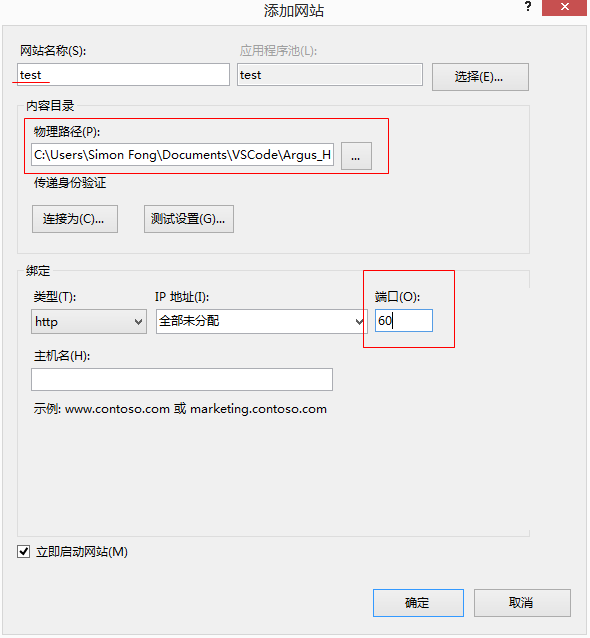 添加网站
?
网站名称(S):
应用程序池(L):
test
test
选择(E)...
内容目录
物理路径(P):
C:\Users\Simon Fong\Documents\VSCode\Argus_H
...
传递身份验证
连接为(C)...
测试设置(G)...
绑定
类型(T):
IP 地址(I):
端口(O):
http
全部未分配
60
主机名(H):
示例: www.contoso.com 或 marketing.contoso.com
立即启动网站(M)
确定
取消